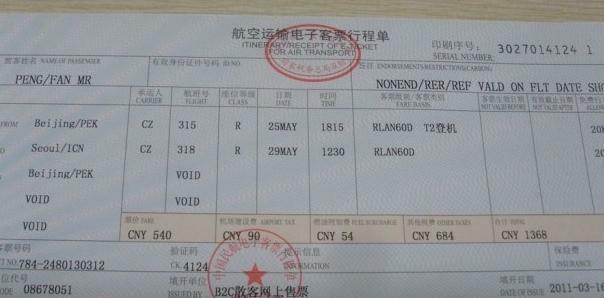 航空运输电子客票行程单
ITINERARY/RECEIPT OF E-TICKET
FOR AIR TRANSPORT
印刷序号: 3027014124 1
SERIAL NUMBER:
旅客姓名 NAME OF PASSENGER 有效身份证件号码 ID.NO. 签注 ENDORSEMENTS/RESTRICTIONS(CARBON)
PENG/FAN MR NONEND/RER/REF VALD ON FLT DATE SH
承运人 CARRIER 航班号 FLIGHT 座位等级 CLASS 日期 DATE 时间 TIME 客票级别/客票类别 FARE BASIS 客票生效日期 NOT VALID BEFORE 有效截止日期 NOT VALID AFTER 免费行
FROM Beijing/PEK CZ 315 R 25MAY 1815 RLAN60D T2登机 20
Seoul/ICN CZ 318 R 29MAY 1230 RLAN60D 20
Beijing/PEK VOID
VOID VOID
VOID 票价 FARE 机场建设费 AIRPORT TAX 燃油附加费 FUEL SURCHARGE 其他税费 OTHER TAXES 合计 TOTAL
CNY 540 CNY 90 CNY 54 CNY 684 CNY 1368
客票号码 验证码 提示信息 保险费
784-2480130312 CK. 4124 INFORMATION INSURANCE
位代号 填开单位 填开日期
08678051 ISSUED BY B2C散客网上售票 DATE OF ISSUE 2011-03-16